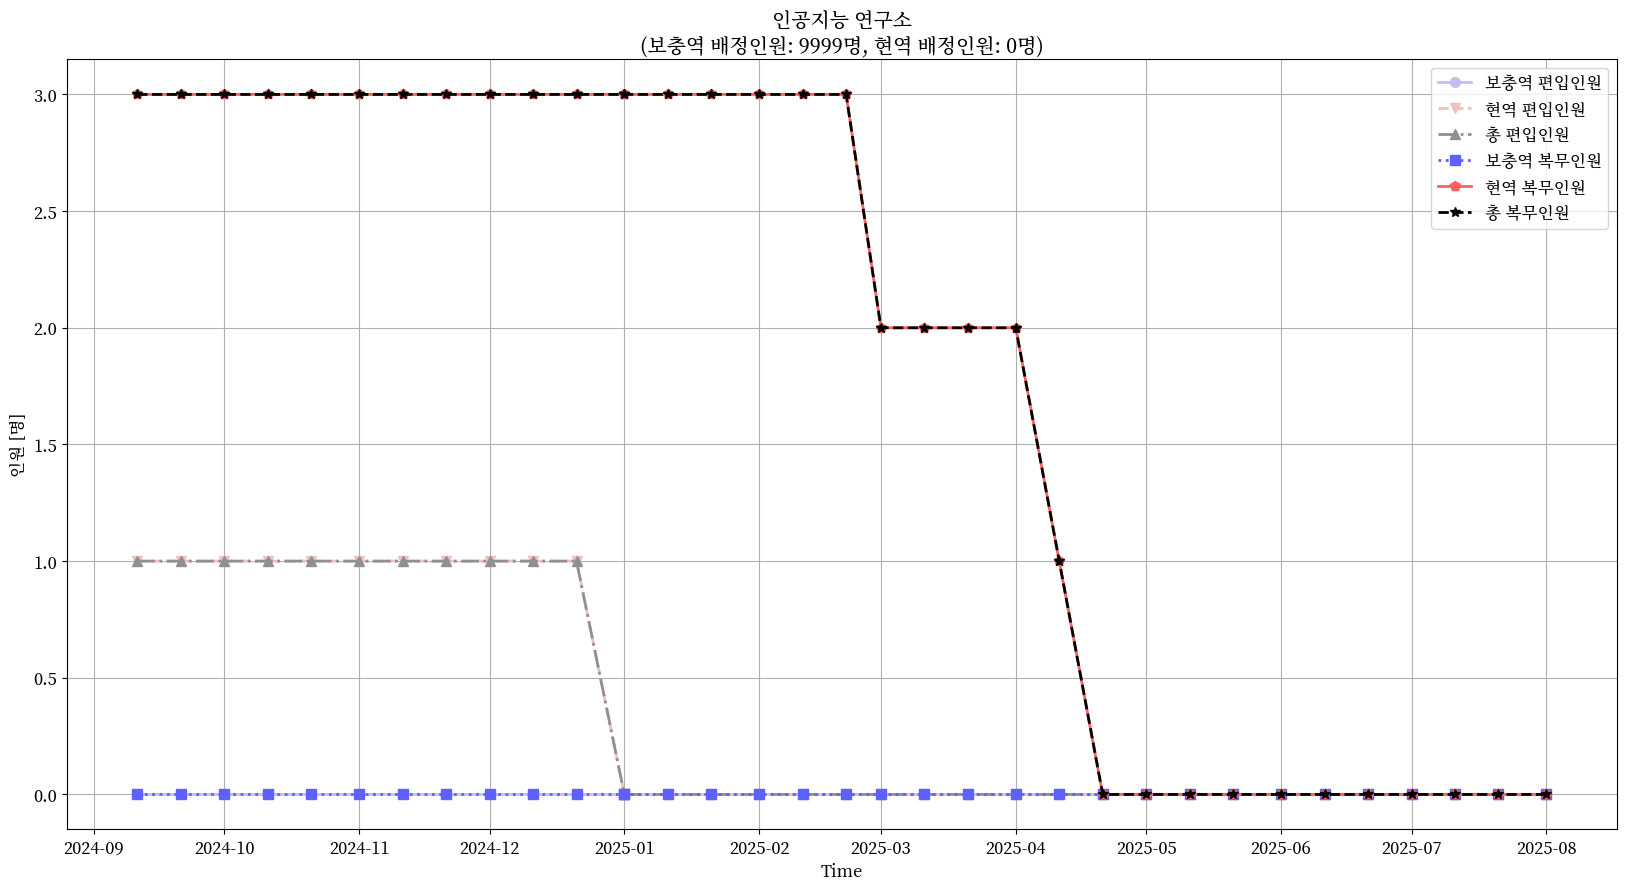 인공지능 연구소
(보충역 배정인원: 9999명, 현역 배정인원: 0명)
3.0
2.5
2.0
1.5
1.0
0.5
0.0
인원 [명]
보충역 편입인원
현역 편입인원
총 편입인원
보충역 복무인원
현역 복무인원
총 복무인원
2024-09 2024-10 2024-11 2024-12 2025-01 2025-02 2025-03 2025-04 2025-05 2025-06 2025-07 2025-08
Time